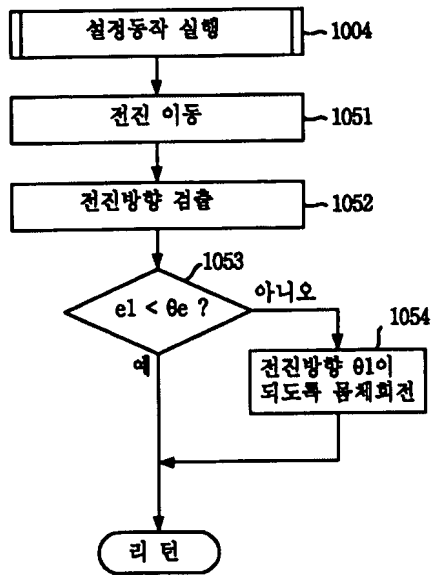 설정동작 실행
1004
전진 이동
1051
전진방향 검출
1052
1053
e1 < θe ?
아니오
예
1054
전진방향 θ1이
되도록 몸체회전
리 턴